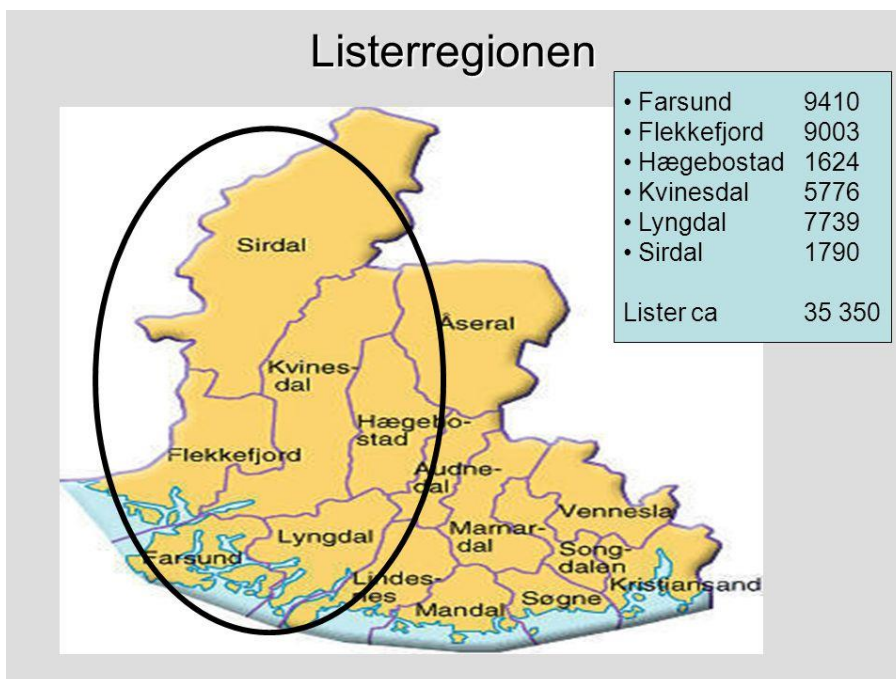 Listerregionen
• Farsund 9410
• Flekkefjord 9003
• Hægebostad 1624
• Kvinesdal 5776
• Lyngdal 7739
• Sirdal 1790
Lister ca 35 350
Sirdal
Åseral
Kvines-
dal
Hægebo-
stad
Flekkefjord
Audne-
dal
Vennesla
Lyngdal
Marnar-
dal
Song-
dalen
Farsund
Lindes-
nes
Kristiansand
Mandal
Søgne